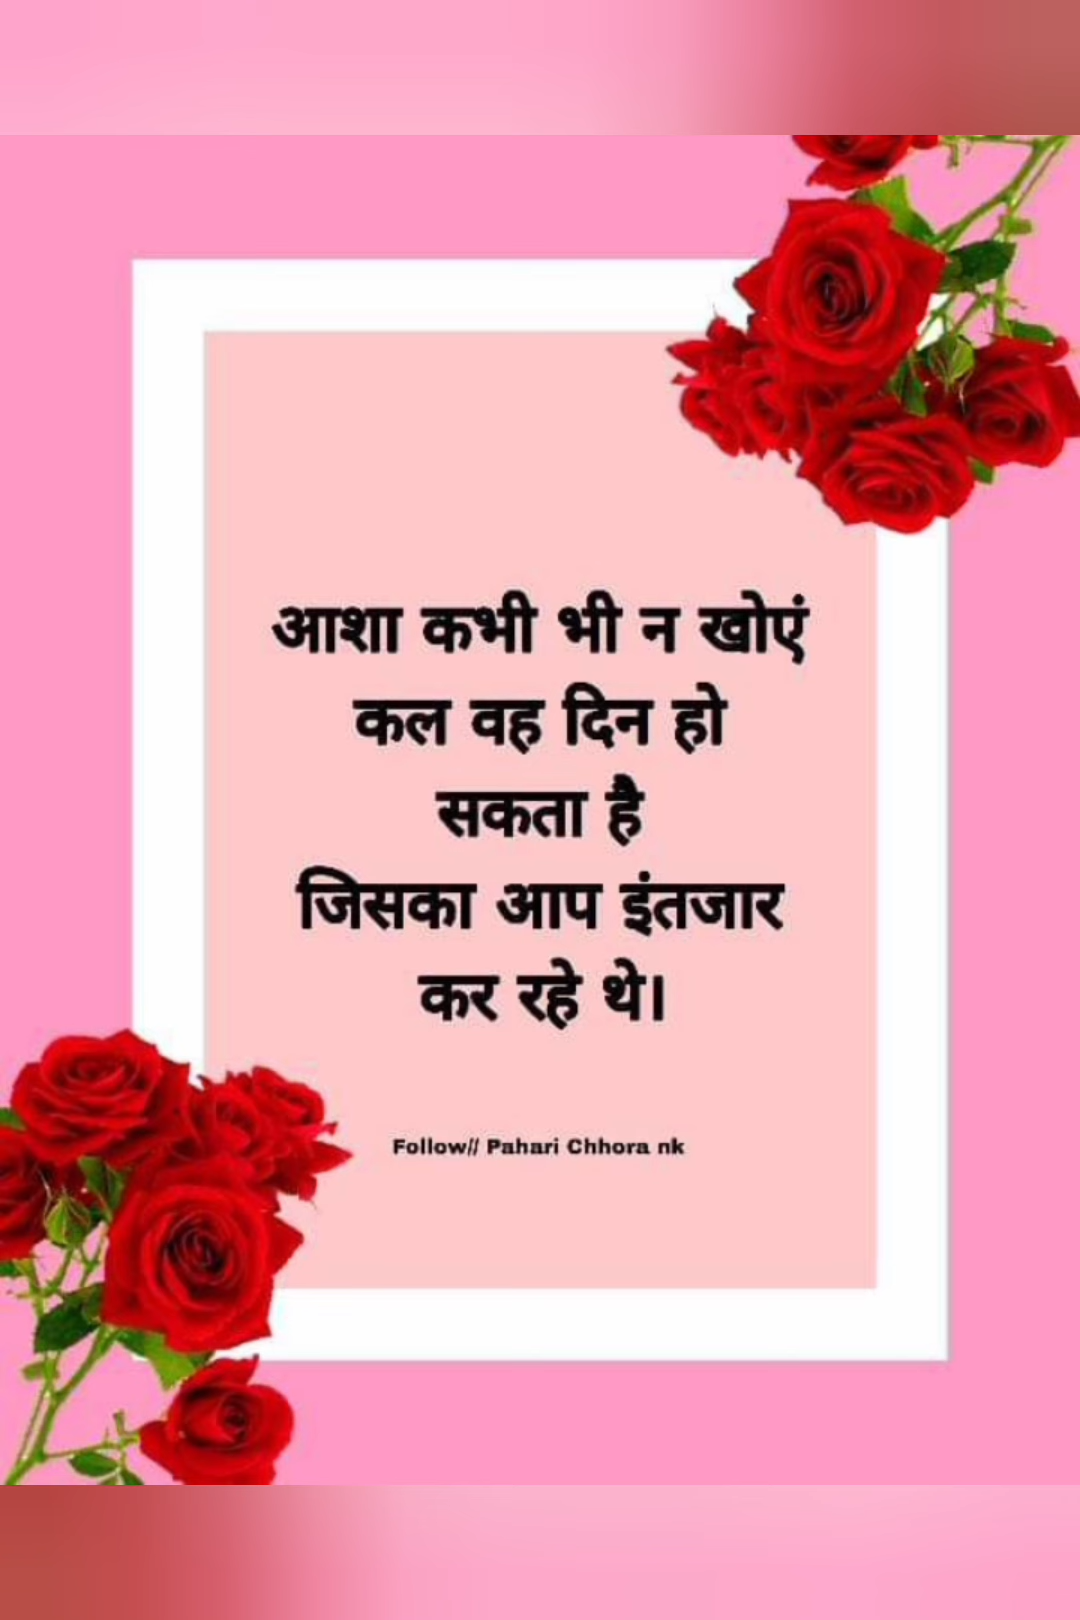 आशा कभी भी न खोएं
कल वह दिन हो
सकता है
जिसका आप इंतजार
कर रहे थे।
Follow// Pahari Chhora nk